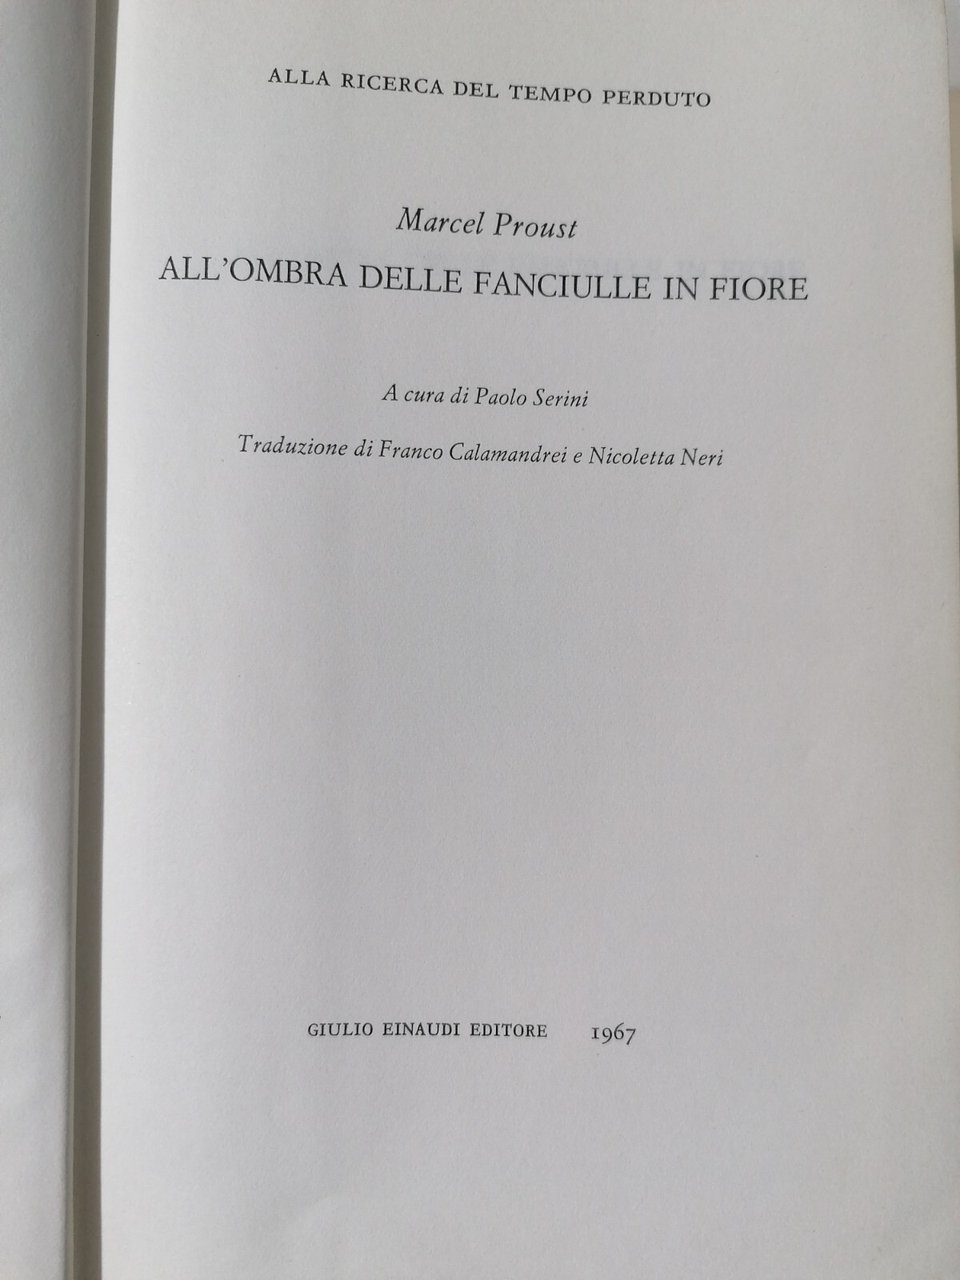 ALLA RICERCA DEL TEMPO PERDUTO
Marcel Proust
ALL'OMBRA DELLE FANCIULLE IN FIORE
A cura di Paolo Serini
Traduzione di Franco Calamandrei e Nicoletta Neri
GIULIO EINAUDI EDITORE 1967